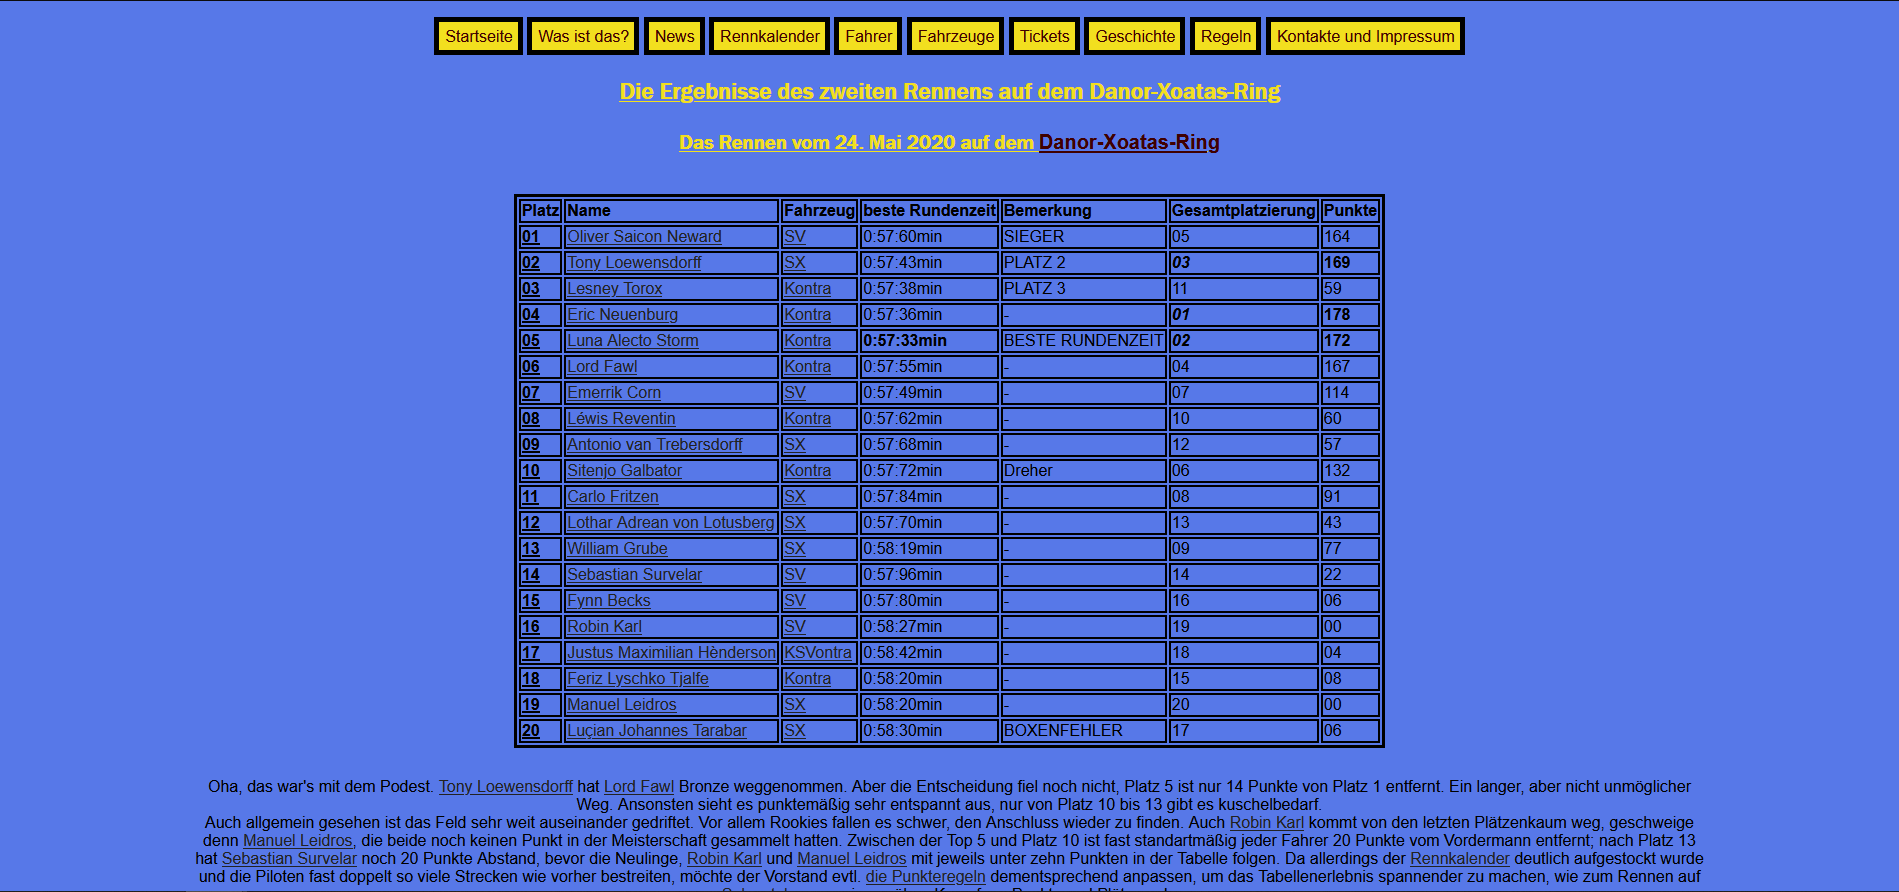 Startseite Was ist das? News Rennkalender Fahrer Fahrzeuge Tickets Geschichte Regeln Kontakte und Impressum
Die Ergebnisse des zweiten Rennens auf dem Danor-Xoatas-Ring
Das Rennen vom 24. Mai 2020 auf dem Danor-Xoatas-Ring
Platz Name Fahrzeug beste Rundenzeit Bemerkung Gesamtplatzierung Punkte
01 Oliver Saicon Neward SV 0:57:60min SIEGER 05 164
02 Tony Loewensdorff SX 0:57:43min PLATZ 2 03 169
03 Lesney Torox Kontra 0:57:38min PLATZ 3 11 59
04 Eric Neuenburg Kontra 0:57:36min - 01 178
05 Luna Alecto Storm Kontra 0:57:33min BESTE RUNDENZEIT 02 172
06 Lord Fawl Kontra 0:57:55min - 04 167
07 Emerrik Corn SV 0:57:49min - 07 114
08 Léwis Reventin Kontra 0:57:62min - 10 60
09 Antonio van Trebersdorff SX 0:57:68min - 12 57
10 Sitenjo Galbator Kontra 0:57:72min Dreher 06 132
11 Carlo Fritzen SX 0:57:84min - 08 91
12 Lothar Adrean von Lotusberg SX 0:57:70min - 13 43
13 William Grube SX 0:58:19min - 09 77
14 Sebastian Survelar SV 0:57:96min - 14 22
15 Fynn Becks SV 0:57:80min - 16 06
16 Robin Karl SV 0:58:27min - 19 00
17 Justus Maximilian Hènderson KSVontra 0:58:42min - 18 04
18 Feriz Lyschko Tjalfe Kontra 0:58:20min - 15 08
19 Manuel Leidros SX 0:58:20min - 20 00
20 Luçian Johannes Tarabar SX 0:58:30min BOXENFEHLER 17 06
Oha, das war's mit dem Podest. Tony Loewensdorff hat Lord Fawl Bronze weggenommen. Aber die Entscheidung fiel noch nicht, Platz 5 ist nur 14 Punkte von Platz 1 entfernt. Ein langer, aber nicht unmöglicher
Weg. Ansonsten sieht es punktemäßig sehr entspannt aus, nur von Platz 10 bis 13 gibt es kuschelbedarf.
Auch allgemein gesehen ist das Feld sehr weit auseinander gedriftet. Vor allem Rookies fallen es schwer, den Anschluss wieder zu finden. Auch Robin Karl kommt von den letzten Plätzenkaum weg, geschweige
denn Manuel Leidros, die beide noch keinen Punkt in der Meisterschaft gesammelt hatten. Zwischen der Top 5 und Platz 10 ist fast standartmäßig jeder Fahrer 20 Punkte vom Vordermann entfernt; nach Platz 13
hat Sebastian Survelar noch 20 Punkte Abstand, bevor die Neulinge, Robin Karl und Manuel Leidros mit jeweils unter zehn Punkten in der Tabelle folgen. Da allerdings der Rennkalender deutlich aufgestockt wurde
und die Piloten fast doppelt so viele Strecken wie vorher bestreiten, möchte der Vorstand evtl. die Punkteregeln dementsprechend anpassen, um das Tabellenerlebnis spannender zu machen, wie zum Rennen auf